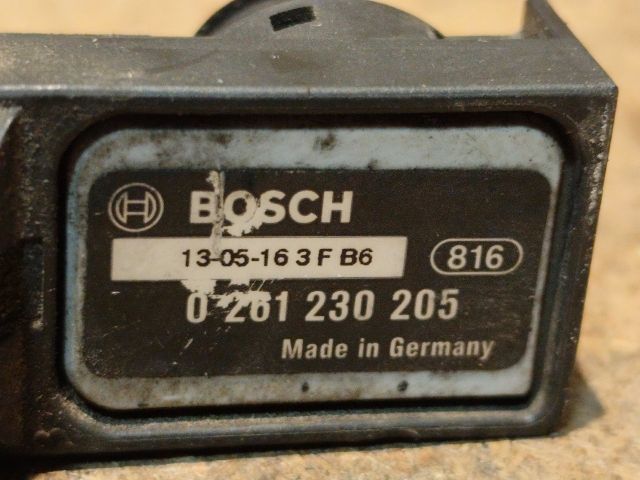 BOSCH
13-05-16 3 F B6
816
0 261 230 205
Made in Germany